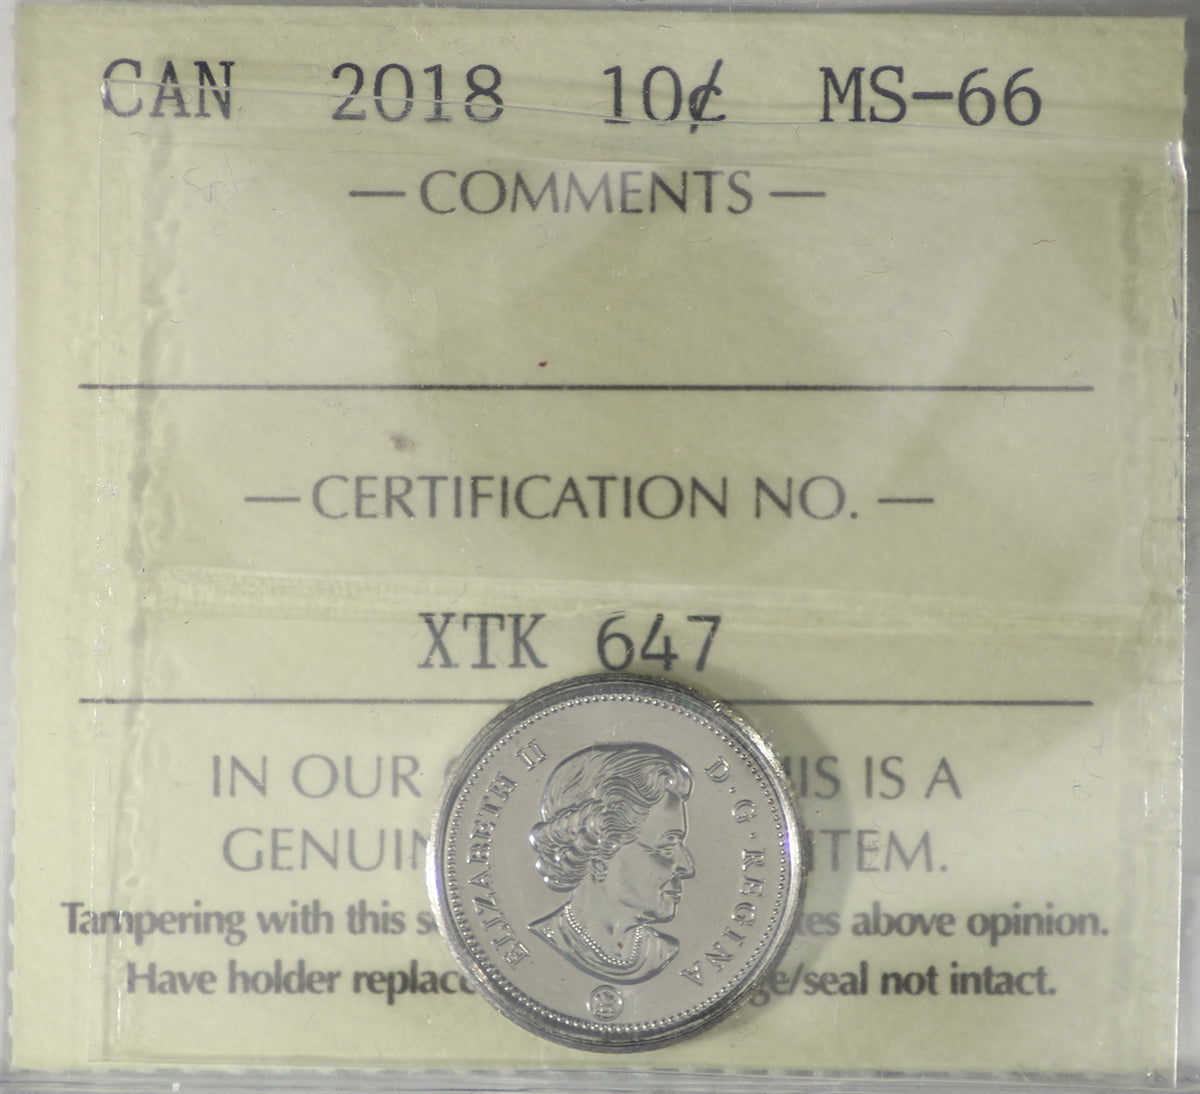 CAN 2018 10¢ MS-66
— COMMENTS —
— CERTIFICATION NO. —
XTK 647
IN OUR IS IS A
GENUIN ITEM.
Tampering with this s tes above opinion.
Have holder replace ge/seal not intact.
ELIZABETH II D·G·REGINA